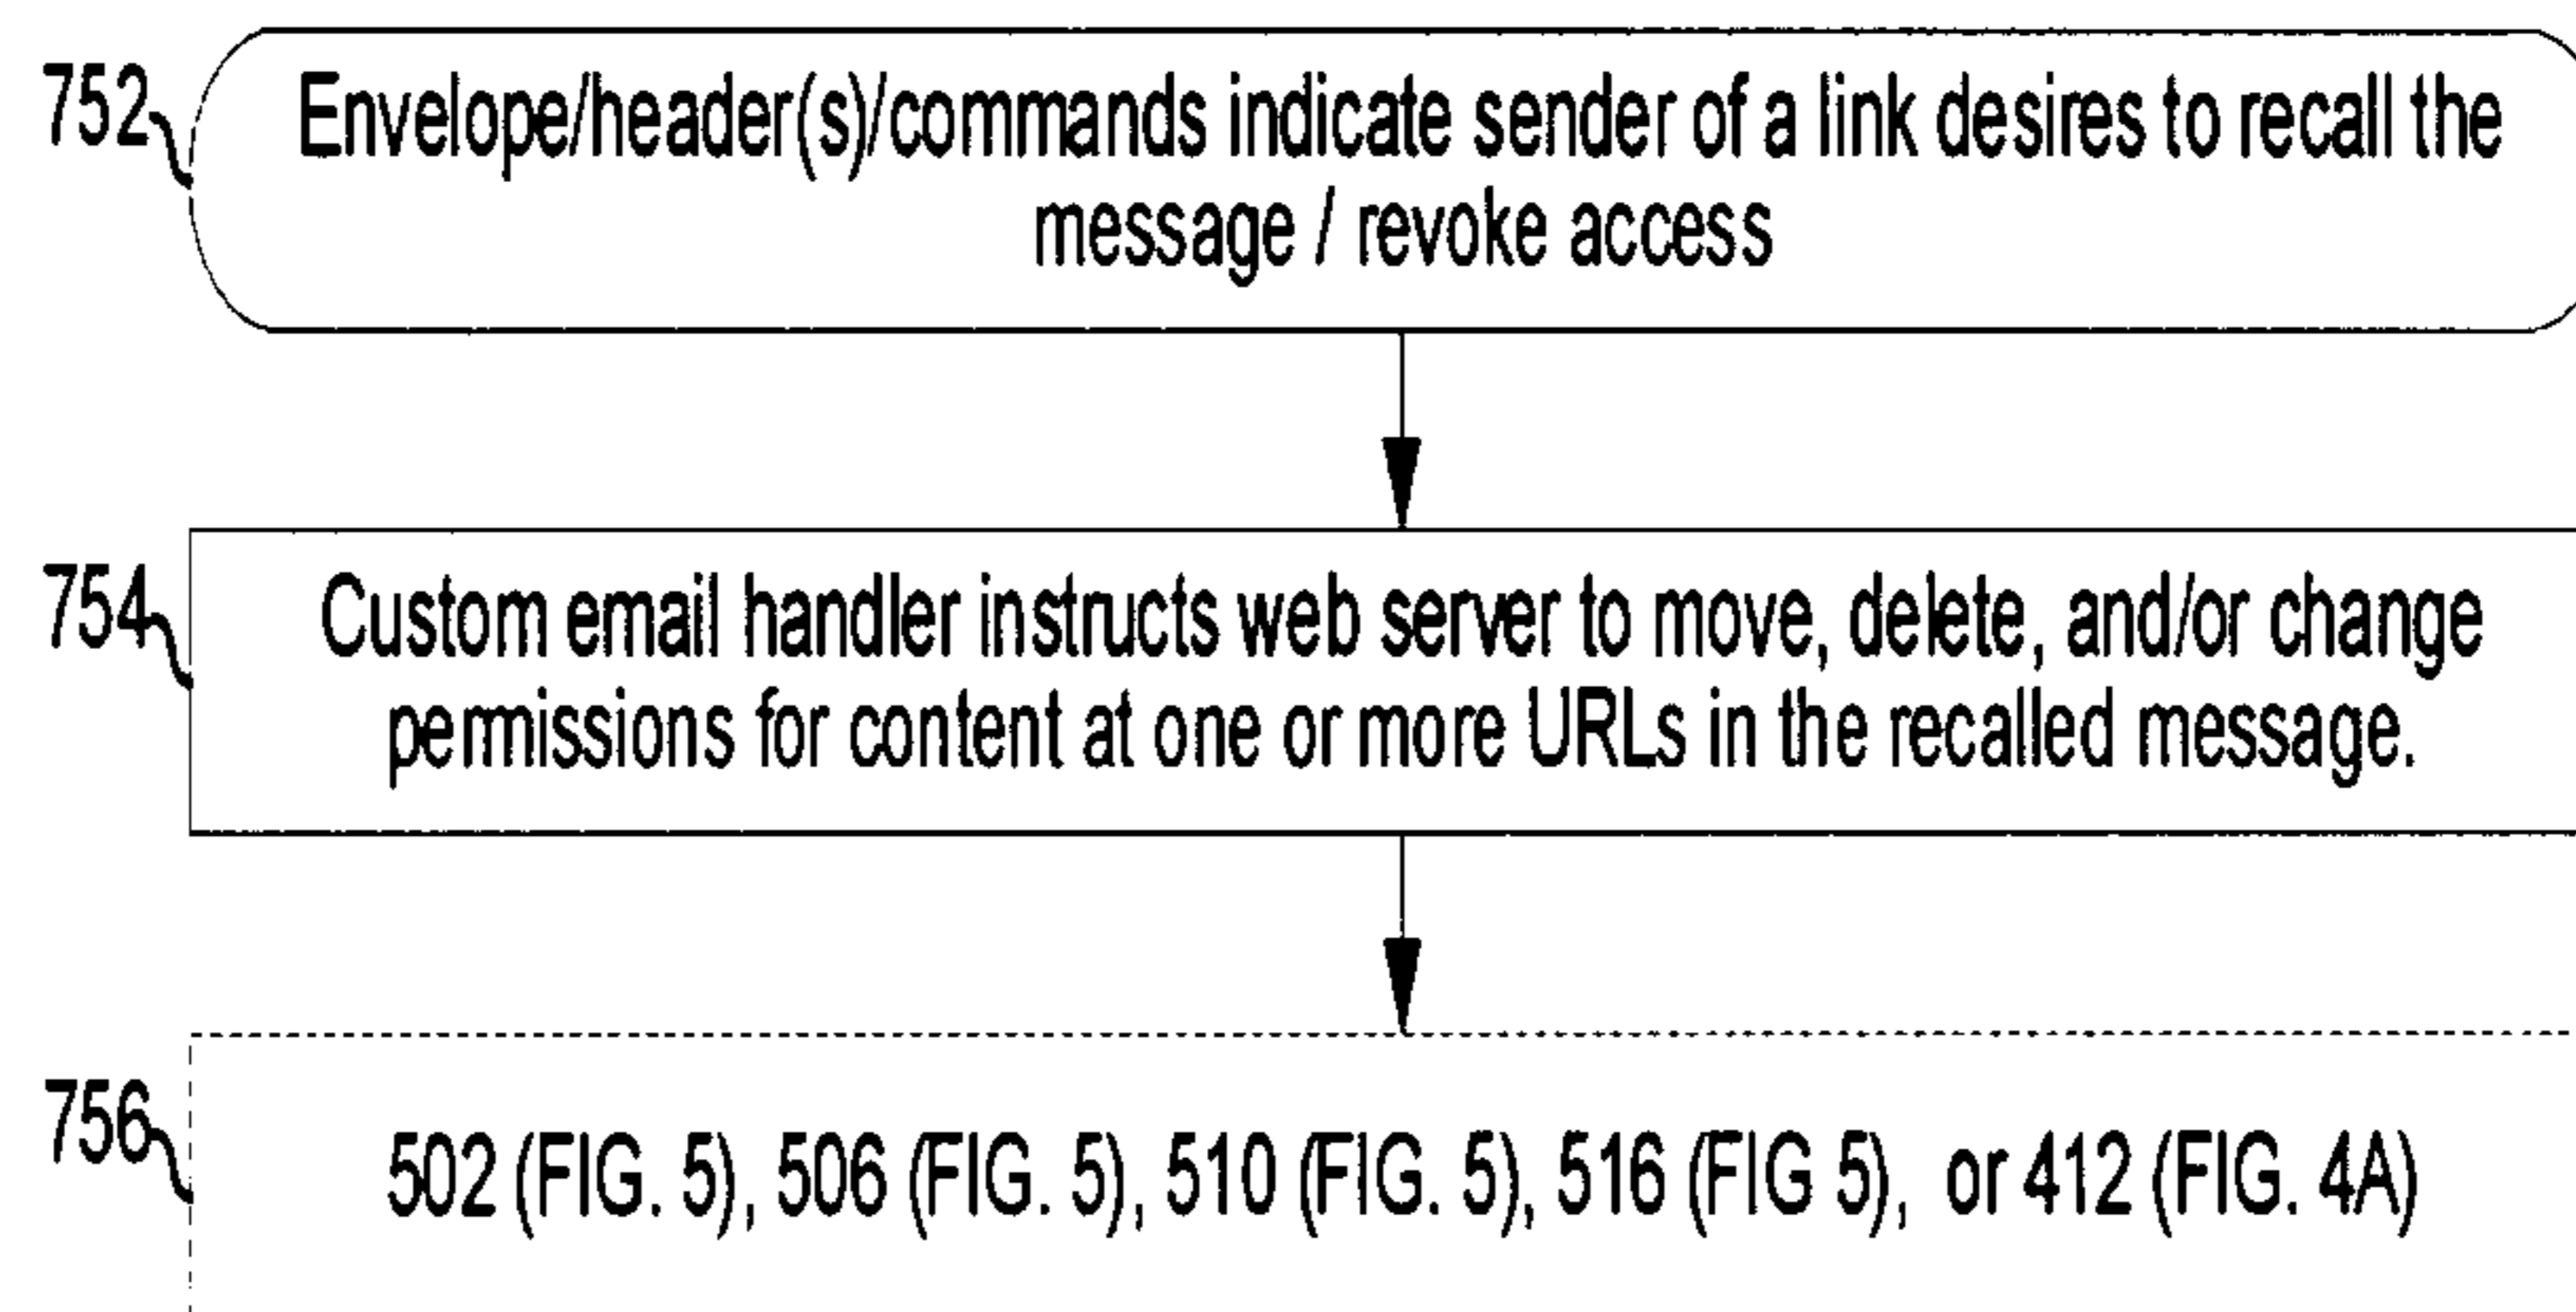 752
Envelope/header(s)/commands indicate sender of a link desires to recall the
message / revoke access
754
Custom email handler instructs web server to move, delete, and/or change
permissions for content at one or more URLs in the recalled message.
756
502 (FIG. 5), 506 (FIG. 5), 510 (FIG. 5), 516 (FIG 5), or 412 (FIG. 4A)